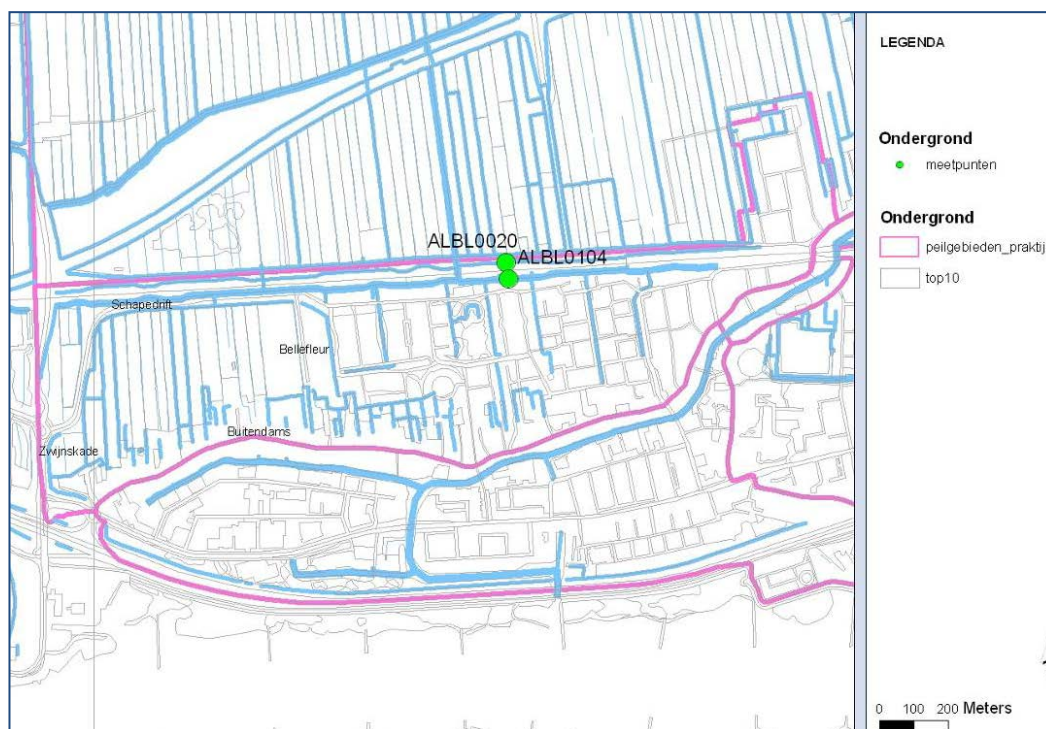 LEGENDA
Ondergrond
meetpunten
Ondergrond
peilgebieden_praktij
top10
ALBL0020
ALBL0104
Schapedrift
Bellefleur
Buitendams
Zwijnskade
0 100 200 Meters